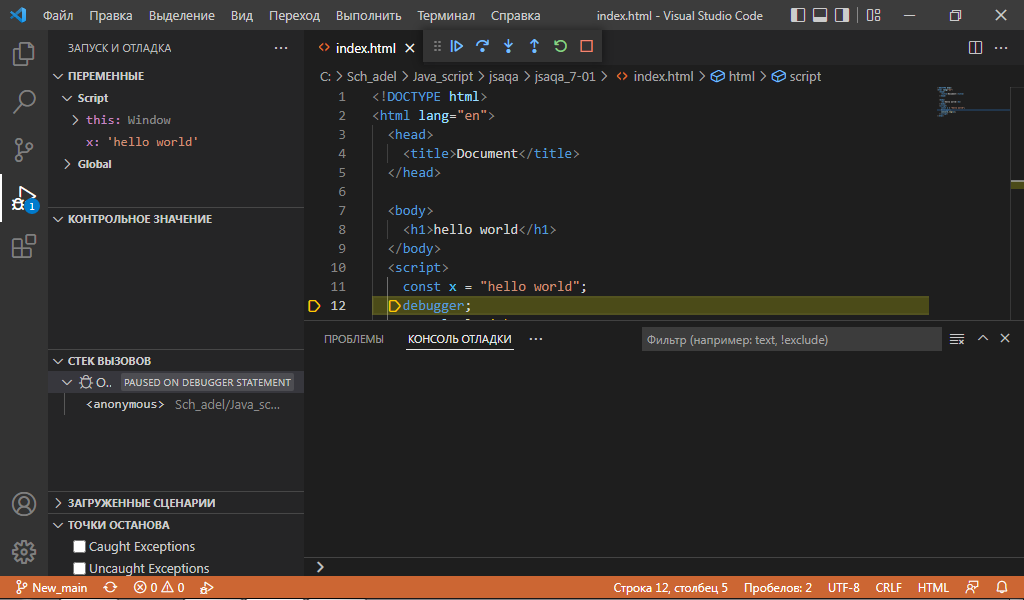 Файл Правка Выделение Вид Переход Выполнить Терминал Справка index.html - Visual Studio Code
ЗАПУСК И ОТЛАДКА
ПЕРЕМЕННЫЕ
Script
this: Window
x: 'hello world'
Global
КОНТРОЛЬНОЕ ЗНАЧЕНИЕ
СТЕК ВЫЗОВОВ
О.. PAUSED ON DEBUGGER STATEMENT
<anonymous> Sch_adel/Java_sc...
ЗАГРУЖЕННЫЕ СЦЕНАРИИ
ТОЧКИ ОСТАНОВА
Caught Exceptions
Uncaught Exceptions
1
index.html
C: > Sch_adel > Java_script > jsaqa > jsaqa_7-01 > index.html > html > script
1 <!DOCTYPE html>
2 <html lang="en">
3 <head>
4 <title>Document</title>
5 </head>
6
7 <body>
8 <h1>hello world</h1>
9 </body>
10 <script>
11 const x = "hello world";
12 debugger;
ПРОБЛЕМЫ КОНСОЛЬ ОТЛАДКИ Фильтр (например: text, !exclude)
New_main 0 0 Строка 12, столбец 5 Пробелов: 2 UTF-8 CRLF HTML